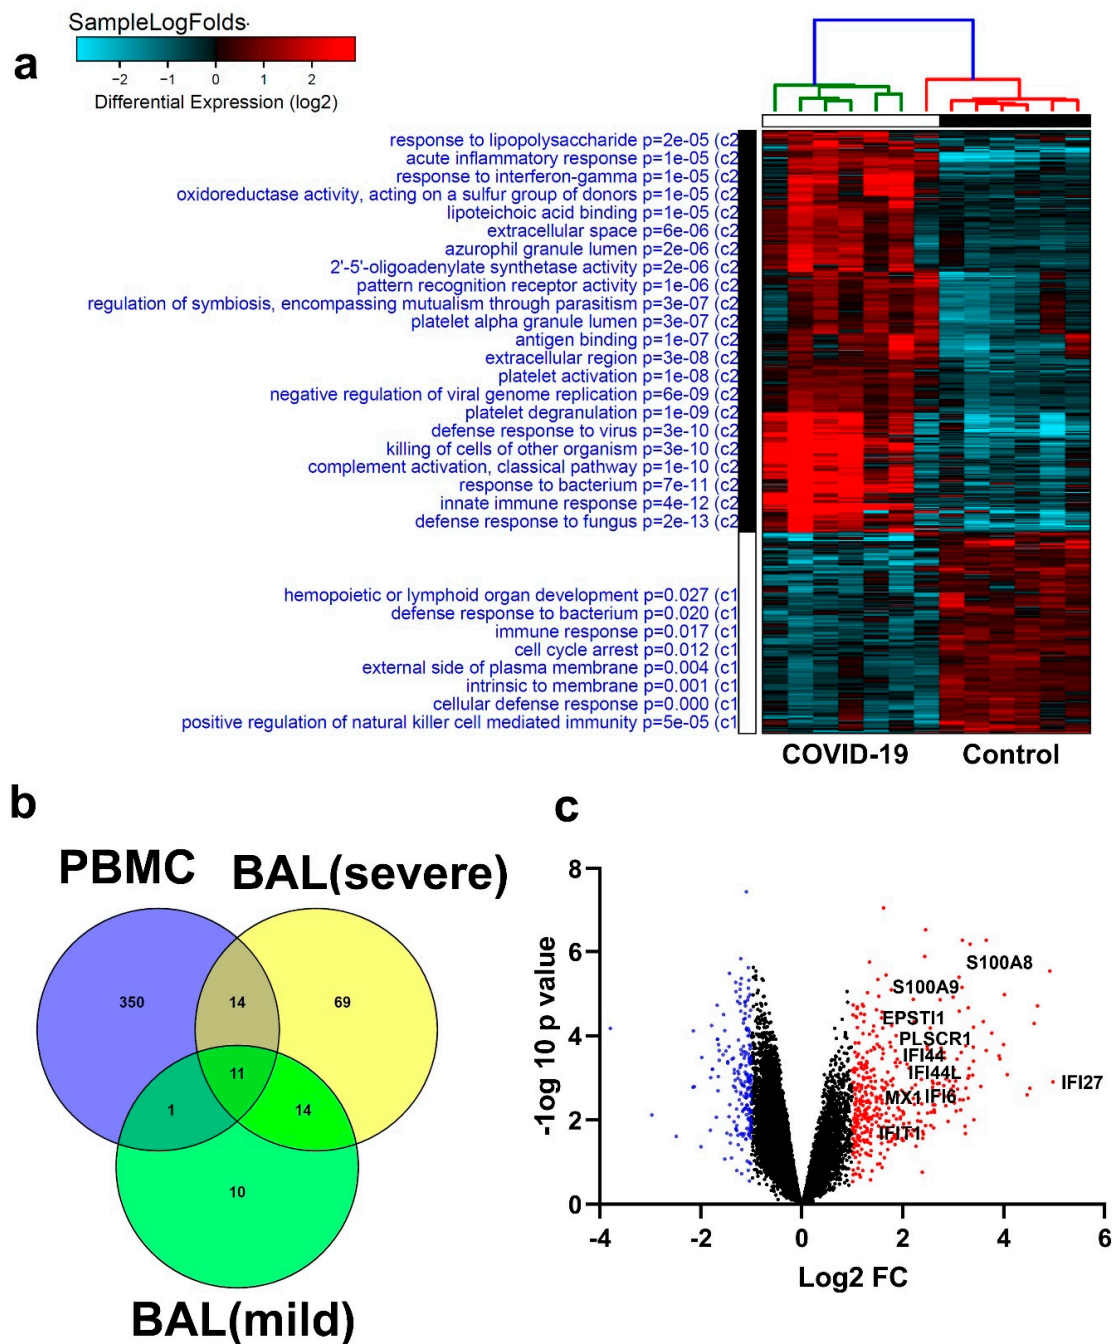 SampleLogFolds.
a
-2 -1 0 1 2
Differential Expression (log2)
response to lipopolysaccharide p=2e-05 (c2
acute inflammatory response p=1e-05 (c2
response to interferon-gamma p=1e-05 (c2
oxidoreductase activity, acting on a sulfur group of donors p=1e-05 (c2
lipoteichoic acid binding p=1e-05 (c2
extracellular space p=6e-06 (c2
azurophil granule lumen p=2e-06 (c2
2'-5'-oligoadenylate synthetase activity p=2e-06 (c2
pattern recognition receptor activity p=1e-06 (c2
regulation of symbiosis, encompassing mutualism through parasitism p=3e-07 (c2
platelet alpha granule lumen p=3e-07 (c2
antigen binding p=1e-07 (c2
extracellular region p=3e-08 (c2
platelet activation p=1e-08 (c2
negative regulation of viral genome replication p=6e-09 (c2
platelet degranulation p=1e-09 (c2
defense response to virus p=3e-10 (c2
killing of cells of other organism p=3e-10 (c2
complement activation, classical pathway p=1e-10 (c2
response to bacterium p=7e-11 (c2
innate immune response p=4e-12 (c2
defense response to fungus p=2e-13 (c2
hemopoietic or lymphoid organ development p=0.027 (c1
defense response to bacterium p=0.020 (c1
immune response p=0.017 (c1
cell cycle arrest p=0.012 (c1
external side of plasma membrane p=0.004 (c1
intrinsic to membrane p=0.001 (c1
cellular defense response p=0.000 (c1
positive regulation of natural killer cell mediated immunity p=5e-05 (c1
COVID-19 Control
b
PBMC
BAL(severe)
350
14
69
11
1
14
10
BAL(mild)
c
-log 10 p value
8
6
4
2
0
S100A8
S100A9
EPSTI1
PLSCR1
IFI44
IFI44L
IFI27
MX1
IFI6
IFIT1
-4 -2 0 2 4 6
Log2 FC